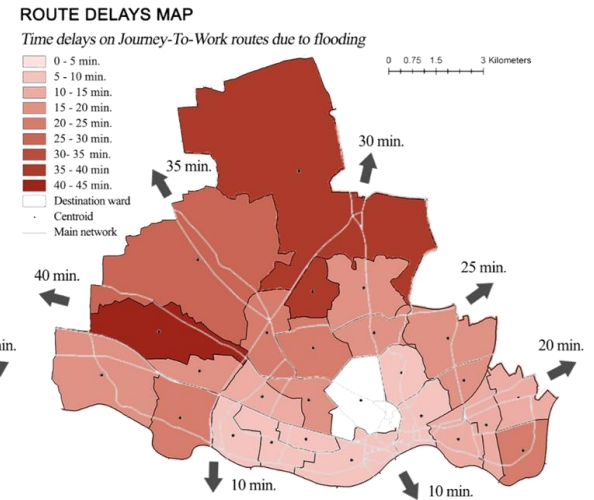 ROUTE DELAYS MAP
Time delays on Journey-To-Work routes due to flooding
0 - 5 min.
5 - 10 min.
10 - 15 min.
15 - 20 min.
20 - 25 min.
25 - 30 min.
30- 35 min.
35 - 40 min
40 - 45 min.
Destination ward
Centroid
Main network
0 0.75 1.5 3 Kilometers
30 min.
35 min.
25 min.
40 min.
in.
20 min.
10 min.
10 min.